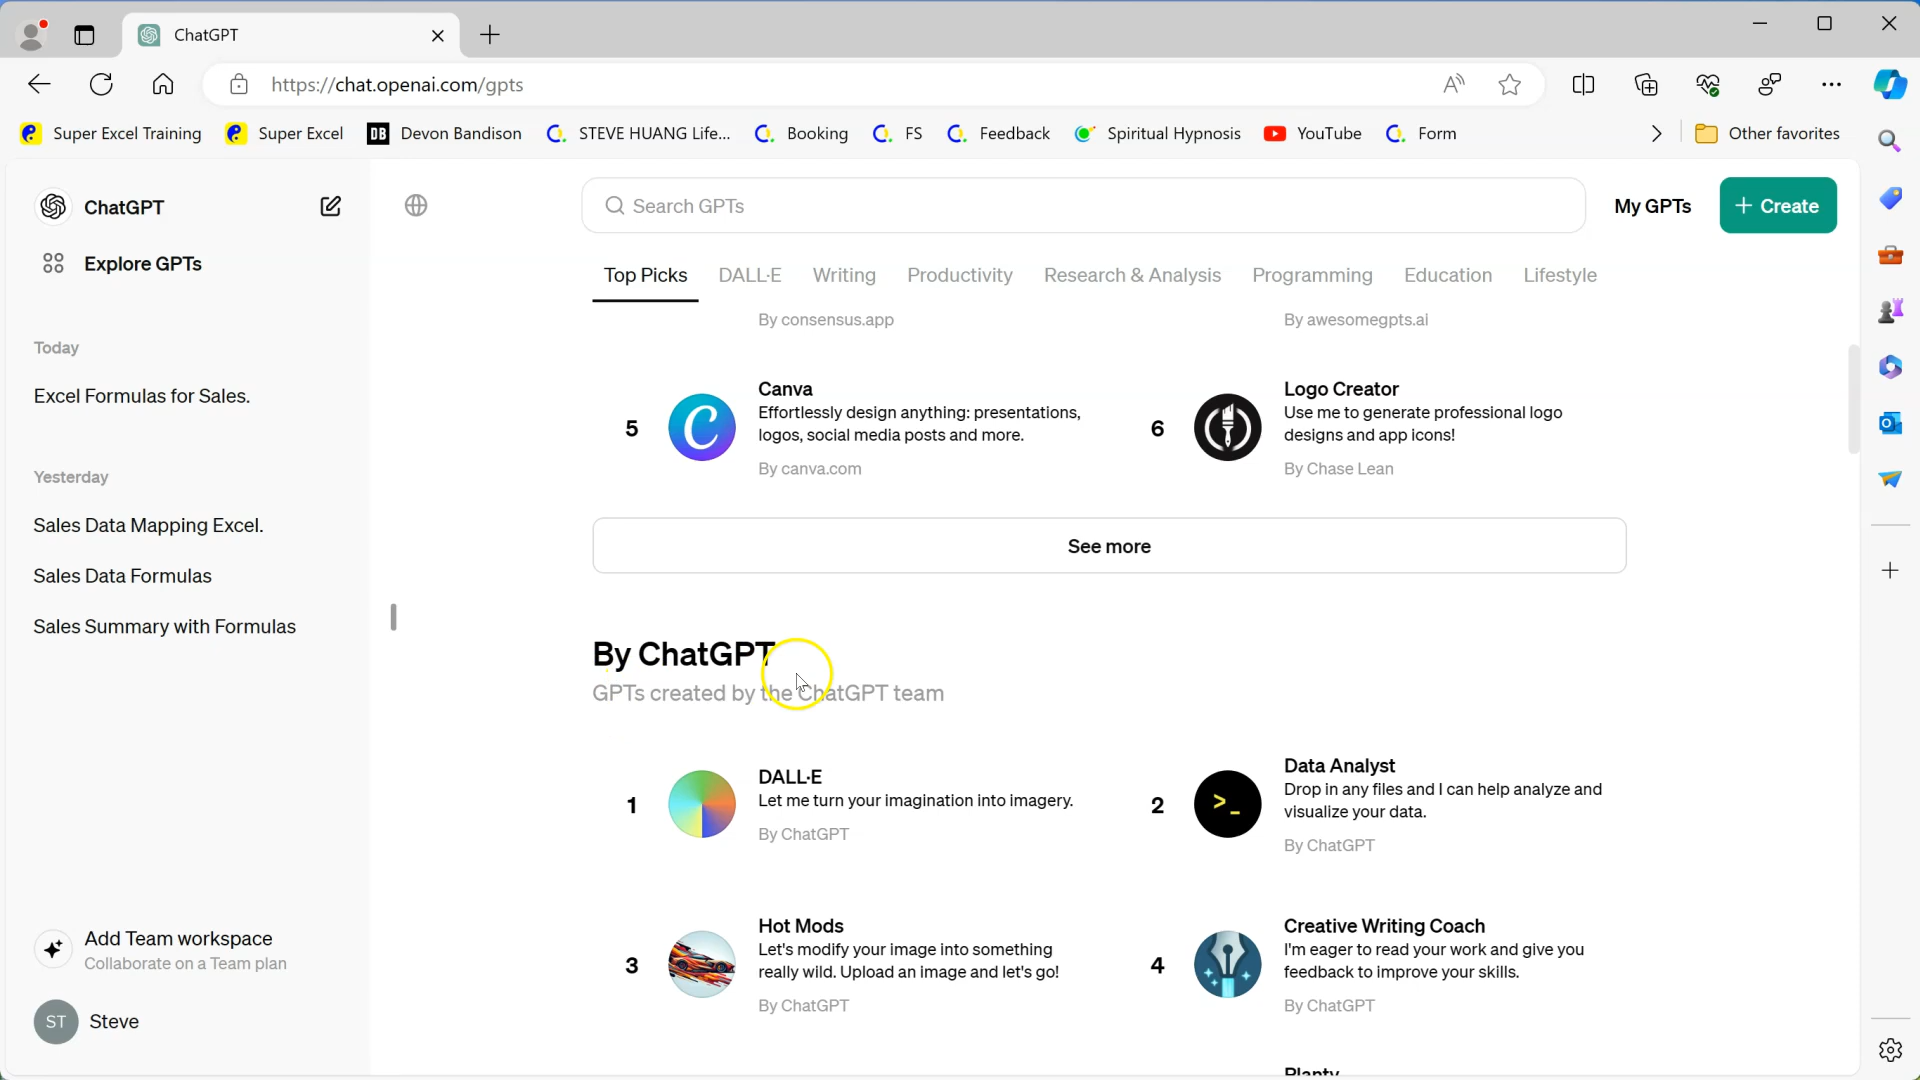 ChatGPT
https://chat.openai.com/gpts
Super Excel Training
Super Excel
DB
Devon Bandison
STEVE HUANG Life...
Booking
FS
Feedback
Spiritual Hypnosis
YouTube
Form
Other favorites
ChatGPT
Explore GPTs
Today
Excel Formulas for Sales.
Yesterday
Sales Data Mapping Excel.
Sales Data Formulas
Sales Summary with Formulas
Add Team workspace
Collaborate on a Team plan
ST
Steve
Search GPTs
My GPTs
+ Create
Top Picks
DALL·E
Writing
Productivity
Research & Analysis
Programming
Education
Lifestyle
By consensus.app
By awesomegpts.ai
5
Canva
Effortlessly design anything: presentations,
logos, social media posts and more.
By canva.com
6
Logo Creator
Use me to generate professional logo
designs and app icons!
By Chase Lean
See more
By ChatGPT
GPTs created by the ChatGPT team
1
DALL·E
Let me turn your imagination into imagery.
By ChatGPT
2
Data Analyst
Drop in any files and I can help analyze and
visualize your data.
By ChatGPT
3
Hot Mods
Let's modify your image into something
really wild. Upload an image and let's go!
By ChatGPT
4
Creative Writing Coach
I'm eager to read your work and give you
feedback to improve your skills.
By ChatGPT
Planty